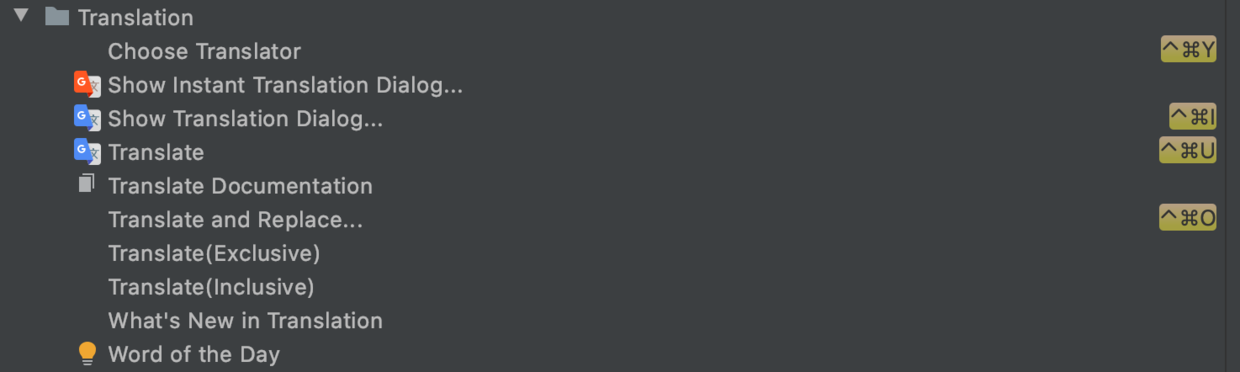 Translation
Choose Translator ^⌘Y
Show Instant Translation Dialog...
Show Translation Dialog... ^⌘I
Translate ^⌘U
Translate Documentation
Translate and Replace... ^⌘O
Translate(Exclusive)
Translate(Inclusive)
What's New in Translation
Word of the Day